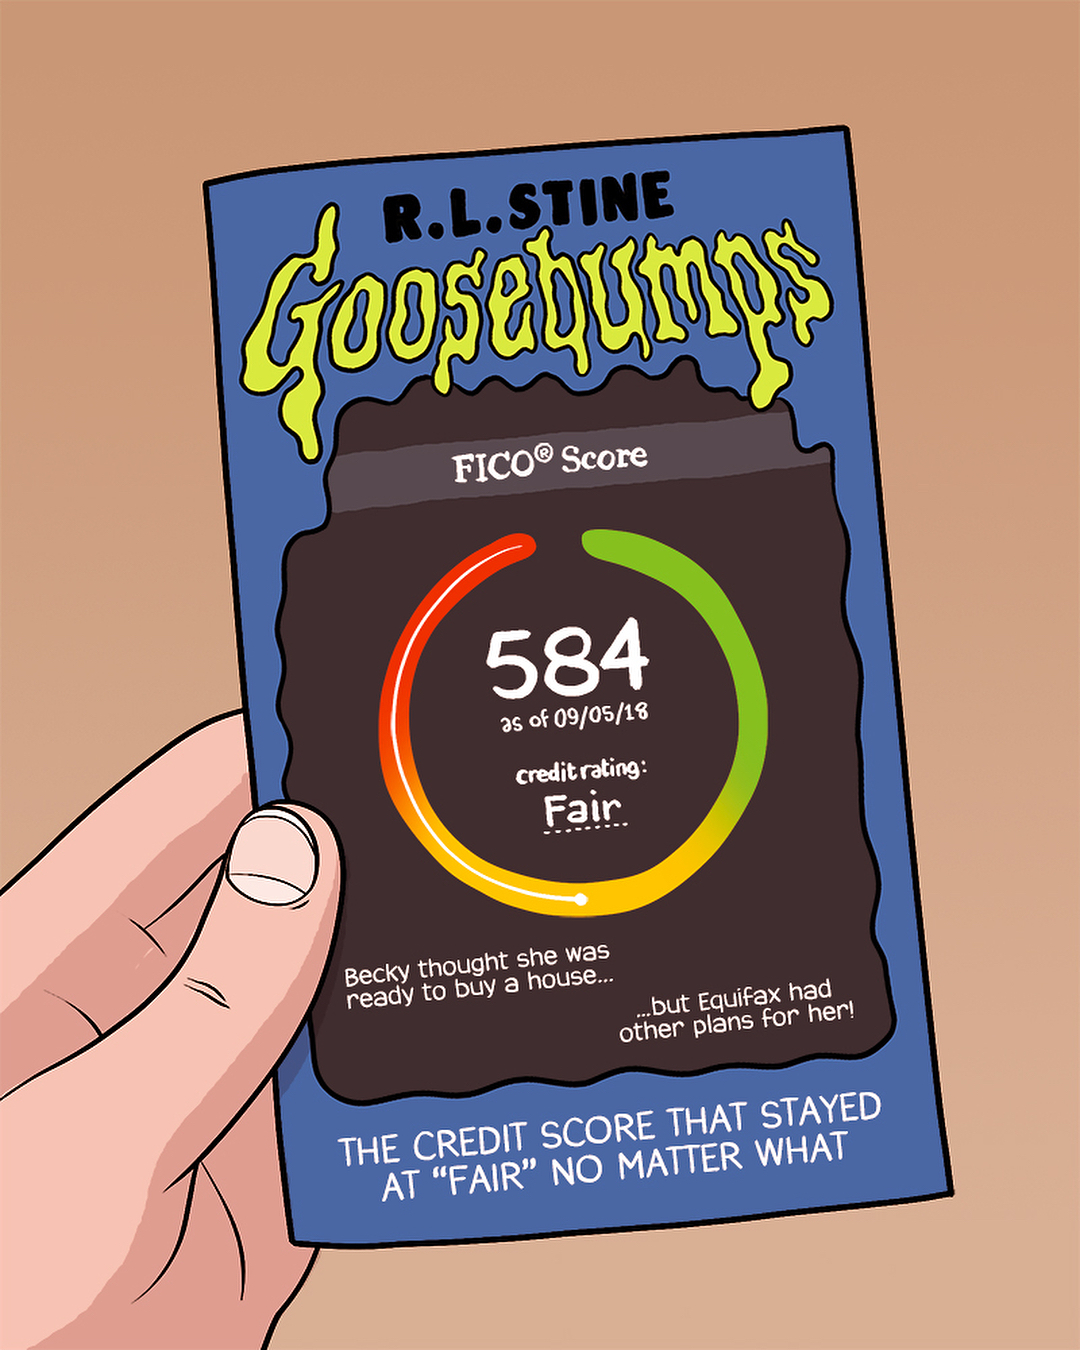 R.L.STINE
Goosebumps
FICO® Score
584
as of 09/05/18
credit rating:
Fair
Becky thought she was
ready to buy a house...
...but Equifax had
other plans for her!
THE CREDIT SCORE THAT STAYED
AT “FAIR” NO MATTER WHAT